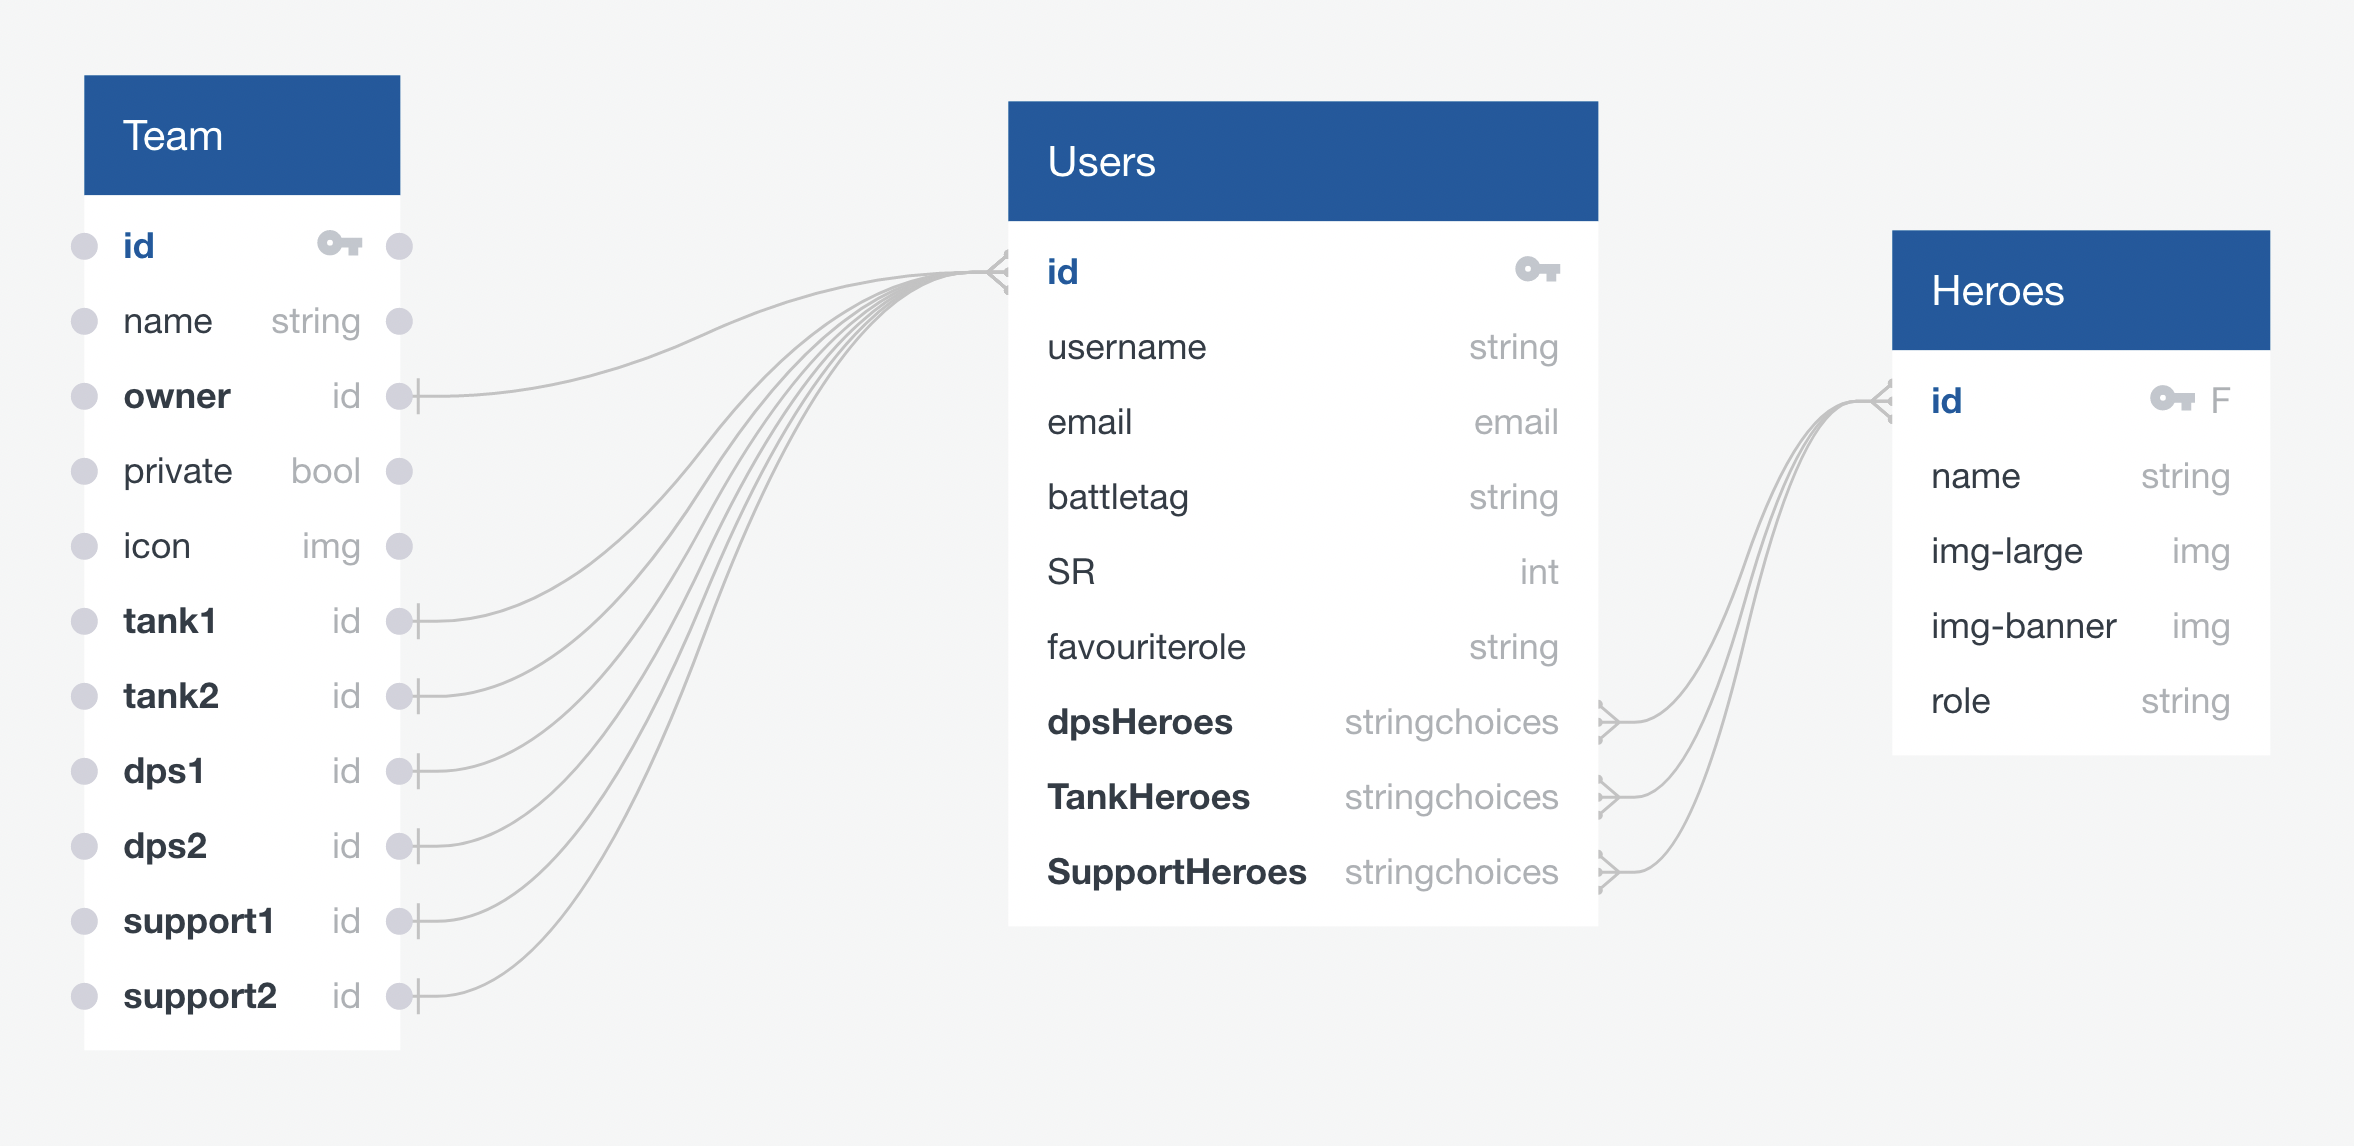 Team
id
name string
owner id
private bool
icon img
tank1 id
tank2 id
dps1 id
dps2 id
support1 id
support2 id
Users
id
username string
email email
battletag string
SR int
favouriterole string
dpsHeroes stringchoices
TankHeroes stringchoices
SupportHeroes stringchoices
Heroes
id F
name string
img-large img
img-banner img
role string